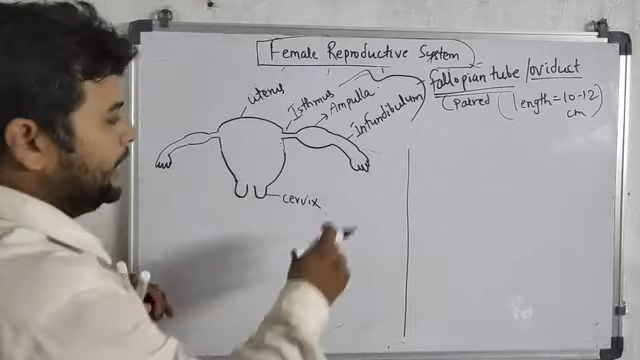 Female Reproductive System
uterus
Isthmus
Ampulla
Infundibulum
fallopian tube /oviduct
(Paired (length=10-12 cm)
cervix